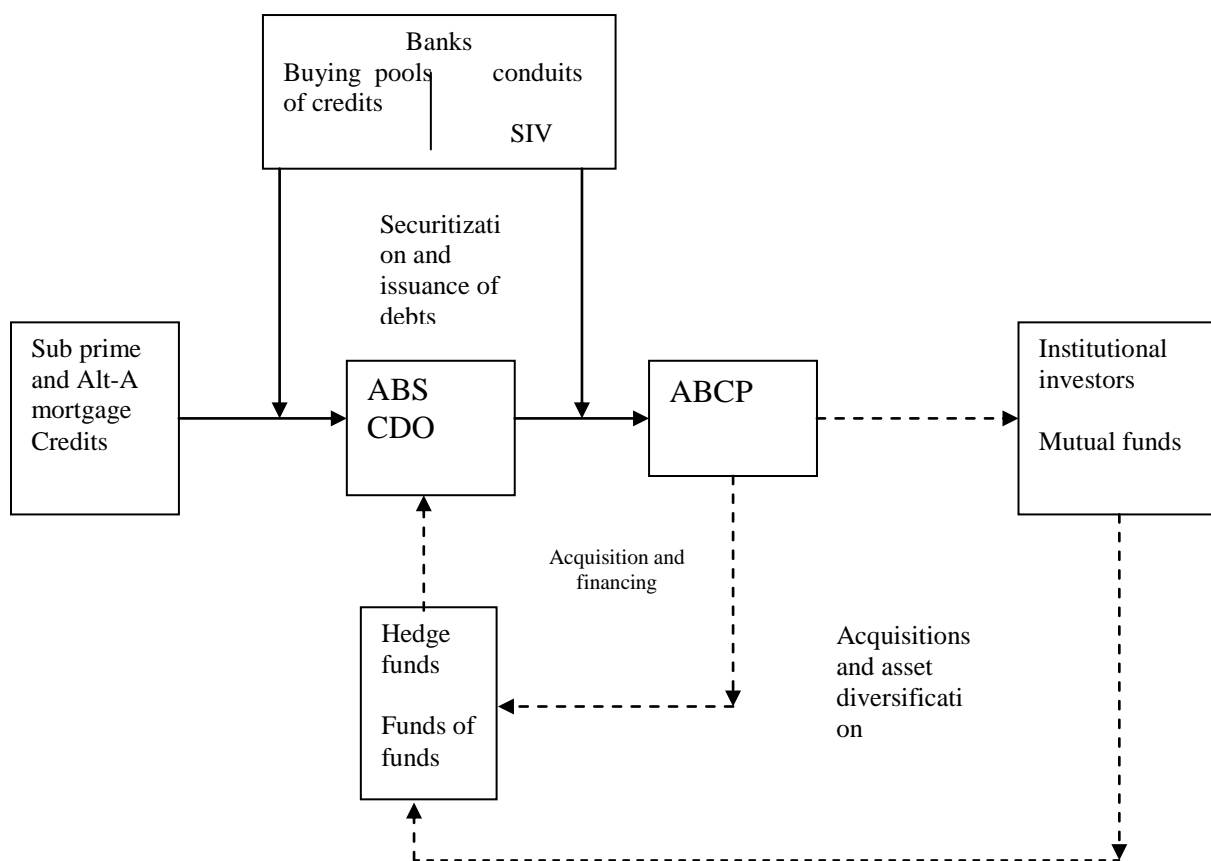 Banks
Buying pools conduits
of credits
SIV
Securitizati
on and
issuance of
debts
Sub prime
and Alt-A
mortgage
Credits
ABS
CDO
ABCP
Institutional
investors
Mutual funds
Acquisition and
financing
Hedge
funds
Funds of
funds
Acquisitions
and asset
diversificati
on